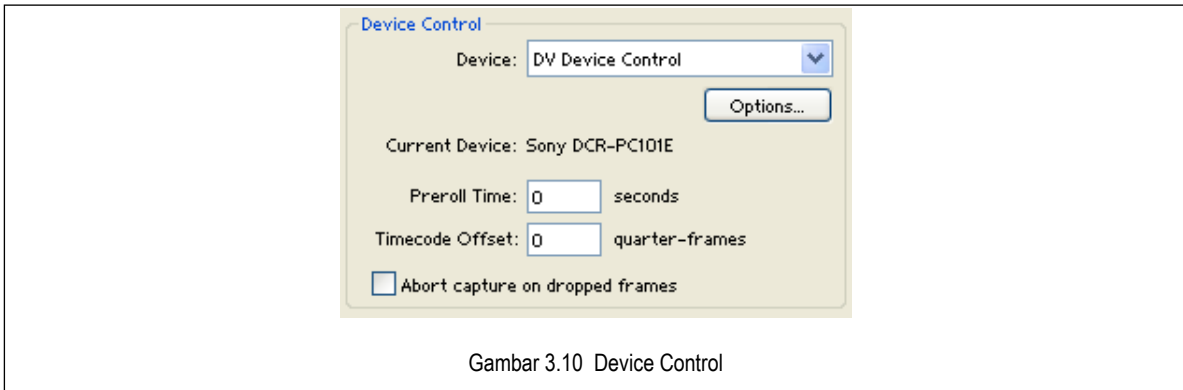 Device Control
Device: DV Device Control
Options...
Current Device: Sony DCR-PC101E
Preroll Time: 0 seconds
Timecode Offset: 0 quarter-frames
Abort capture on dropped frames
Gambar 3.10 Device Control